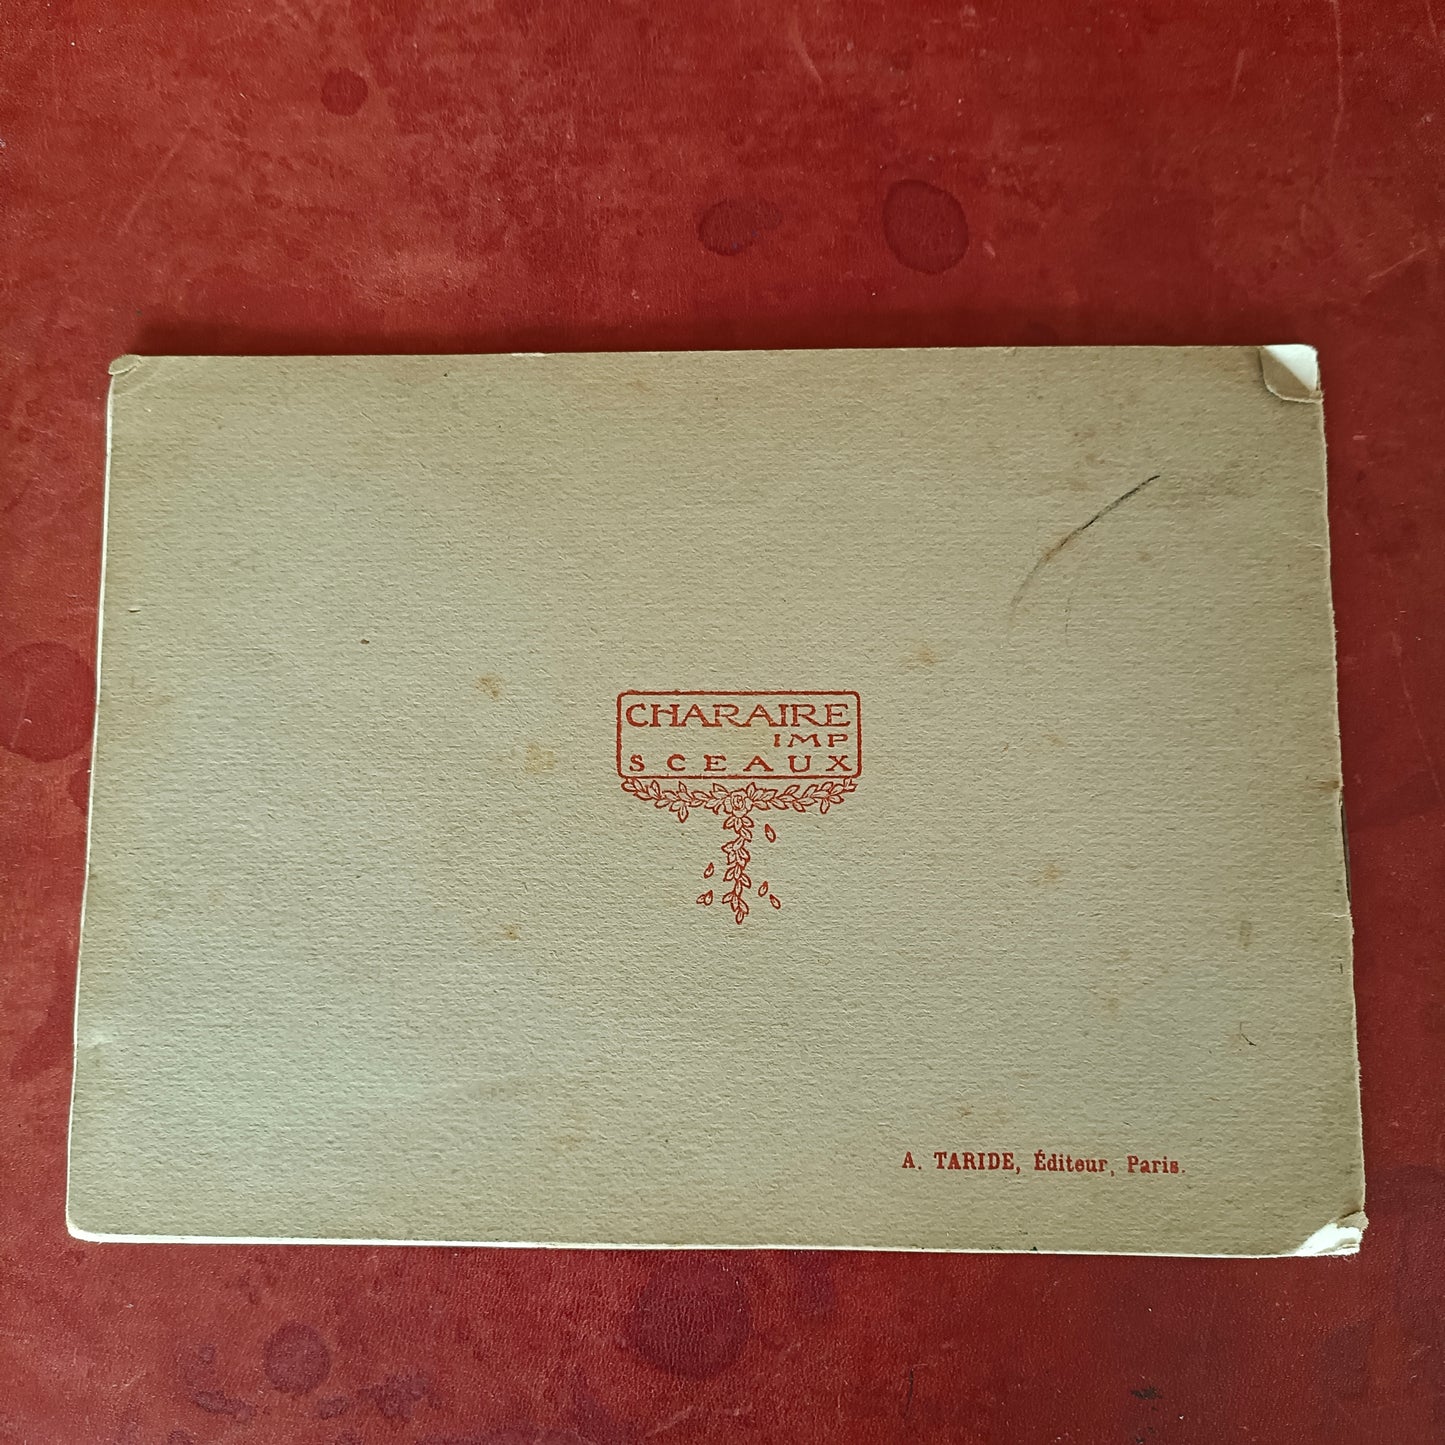 CHARAIRE
IMP
SCEAUX
A. TARIDE, Éditeur, Paris.